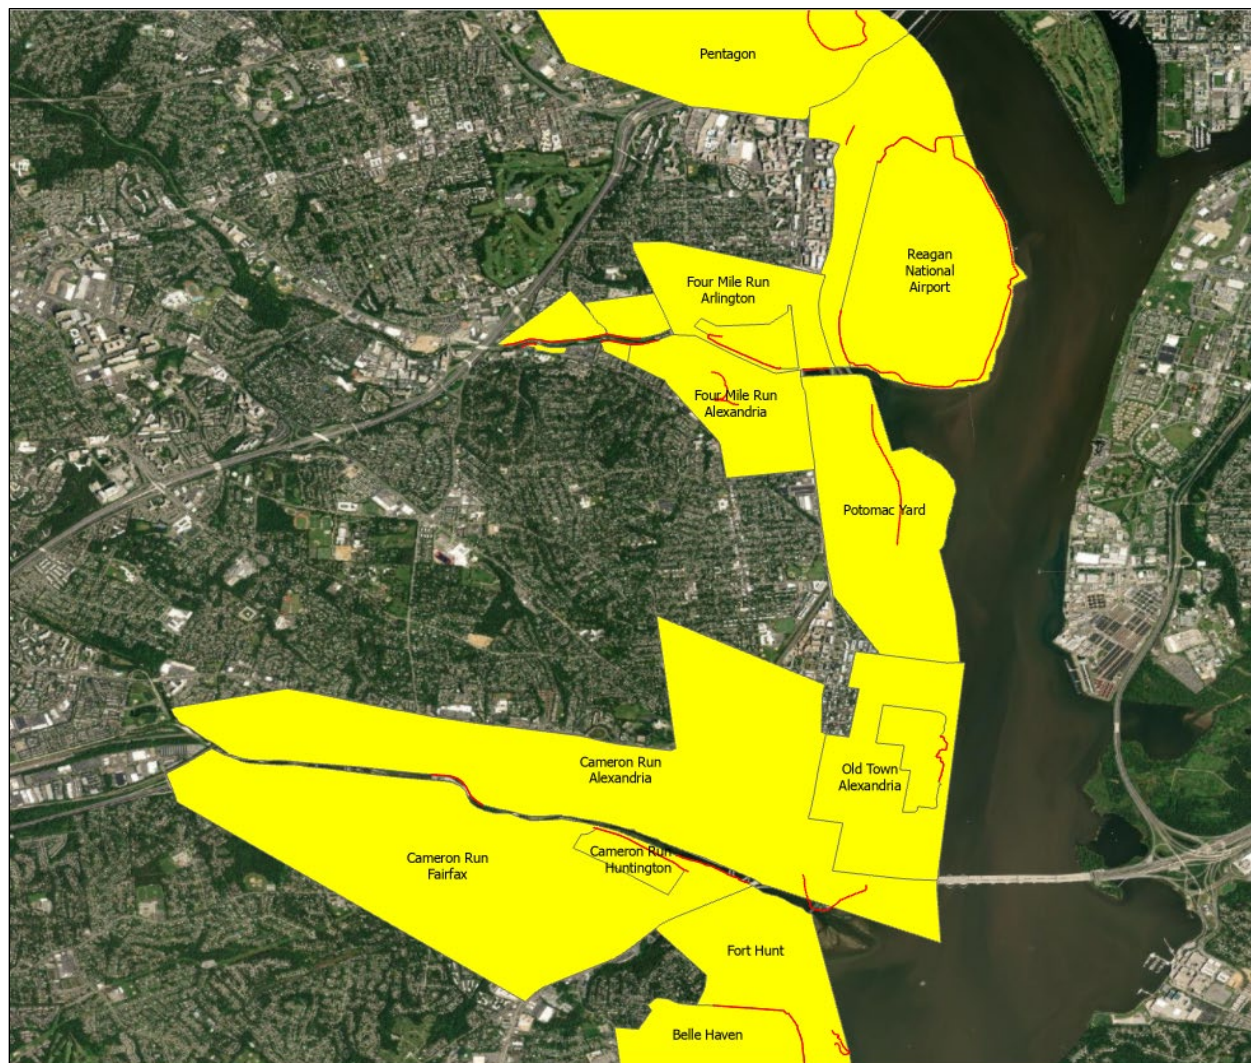 Pentagon
Reagan
National
Airport
Four Mile Run
Arlington
Four Mile Run
Alexandria
Potomac Yard
Cameron Run
Alexandria
Old Town
Alexandria
Cameron Run
Fairfax
Cameron Run
Huntington
Fort Hunt
Belle Haven